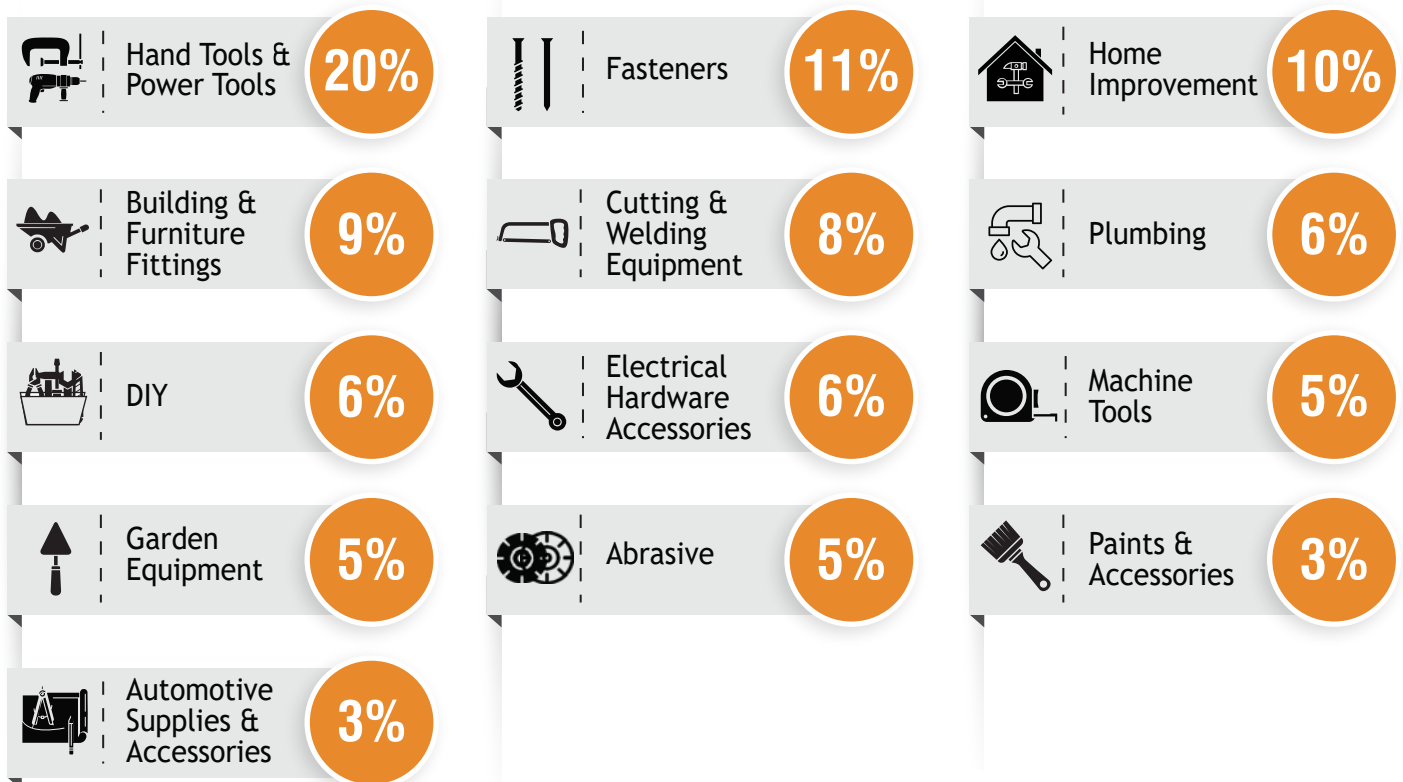 Hand Tools &
Power Tools
20%
Fasteners
11%
Home
Improvement
10%
Building &
Furniture
Fittings
9%
Cutting &
Welding
Equipment
8%
Plumbing
6%
DIY
6%
Electrical
Hardware
Accessories
6%
Machine
Tools
5%
Garden
Equipment
5%
Abrasive
5%
Paints &
Accessories
3%
Automotive
Supplies &
Accessories
3%